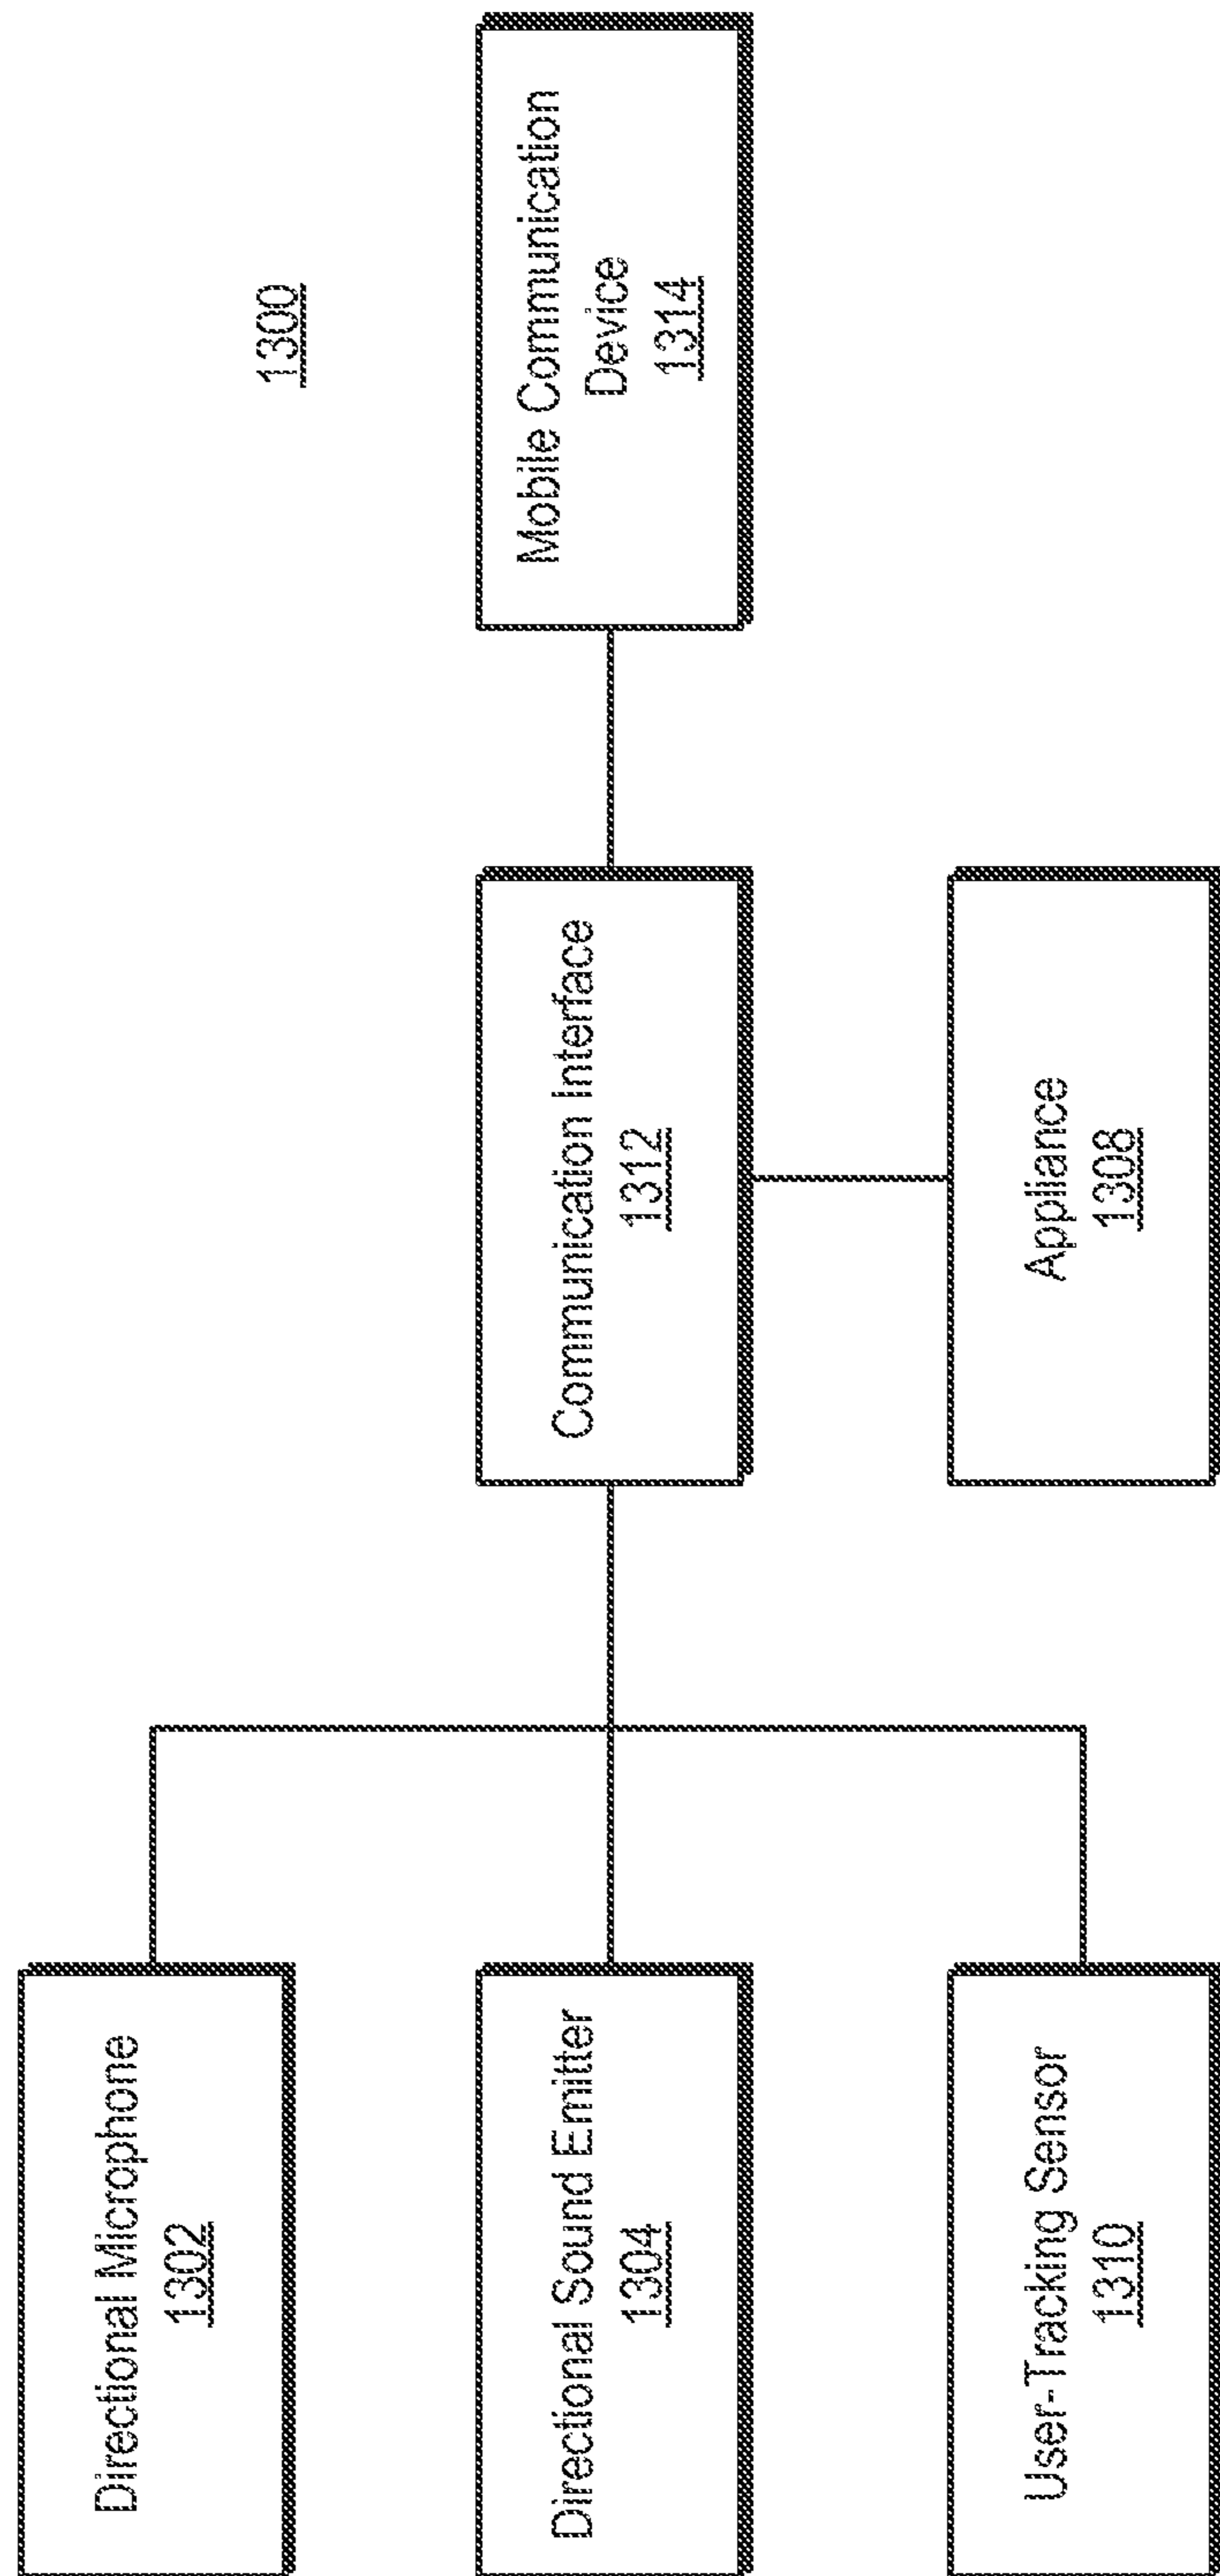 1300
Directional Microphone
1302
Directional Sound Emitter
1304
User-Tracking Sensor
1310
Communication Interface
1312
Appliance
1308
Mobile Communication
Device
1314